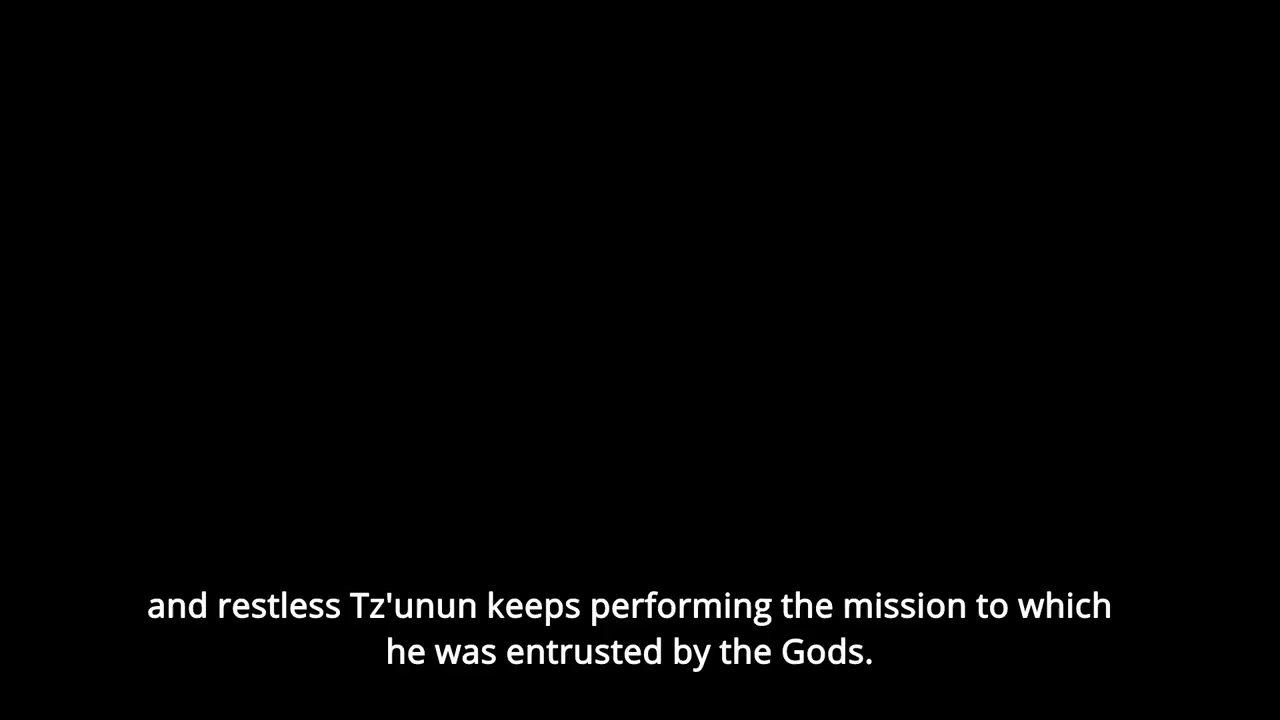 and restless Tz'unun keeps performing the mission to which
he was entrusted by the Gods.